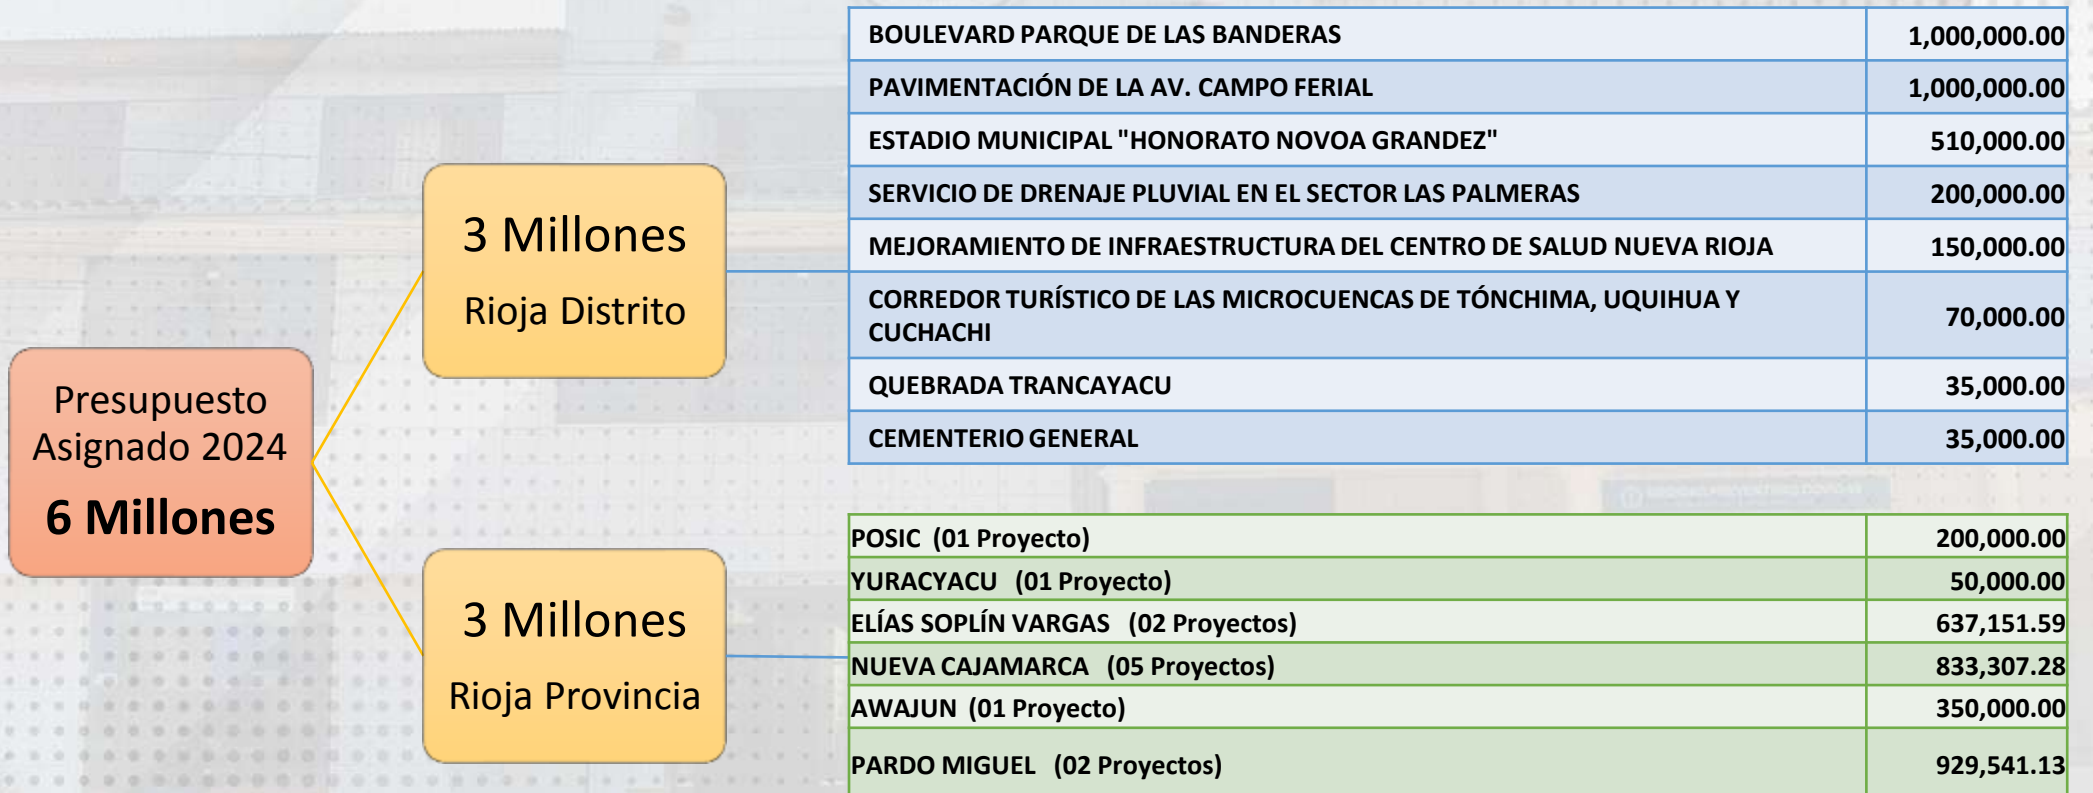 Presupuesto
Asignado 2024
6 Millones
3 Millones
Rioja Distrito
BOULEVARD PARQUE DE LAS BANDERAS 1,000,000.00
PAVIMENTACIÓN DE LA AV. CAMPO FERIAL 1,000,000.00
ESTADIO MUNICIPAL "HONORATO NOVOA GRANDEZ" 510,000.00
SERVICIO DE DRENAJE PLUVIAL EN EL SECTOR LAS PALMERAS 200,000.00
MEJORAMIENTO DE INFRAESTRUCTURA DEL CENTRO DE SALUD NUEVA RIOJA 150,000.00
CORREDOR TURÍSTICO DE LAS MICROCUENCAS DE TÓNCHIMA, UQUIHUA Y
CUCHACHI 70,000.00
QUEBRADA TRANCAYACU 35,000.00
CEMENTERIO GENERAL 35,000.00
3 Millones
Rioja Provincia
POSIC (01 Proyecto) 200,000.00
YURACYACU (01 Proyecto) 50,000.00
ELÍAS SOPLÍN VARGAS (02 Proyectos) 637,151.59
NUEVA CAJAMARCA (05 Proyectos) 833,307.28
AWAJUN (01 Proyecto) 350,000.00
PARDO MIGUEL (02 Proyectos) 929,541.13